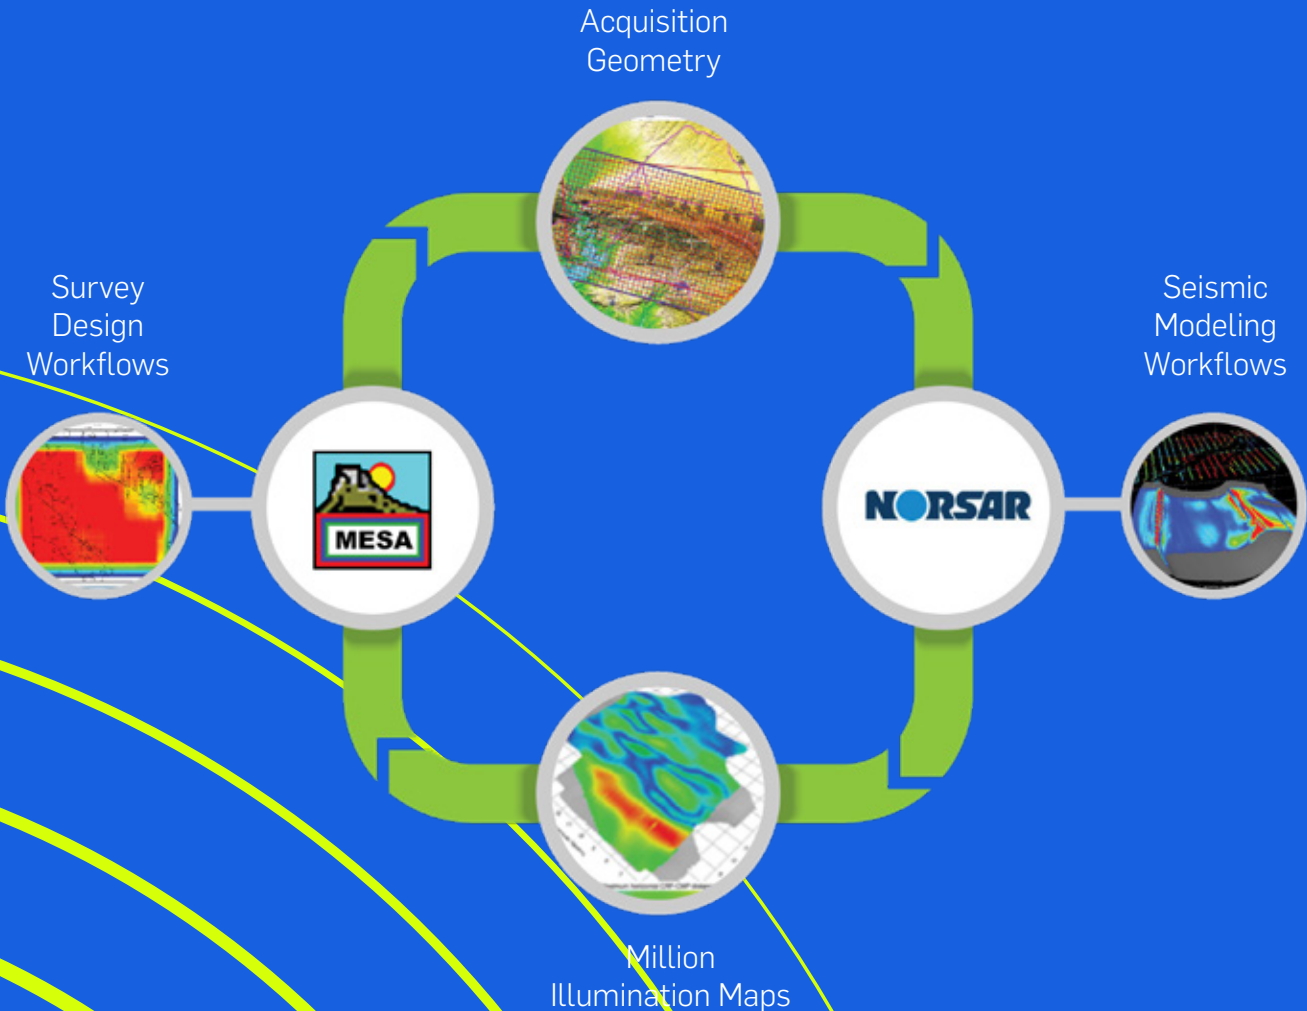 Acquisition
Geometry
Survey
Design
Workflows
Seismic
Modeling
Workflows
MESA
NORSAR
Million
Illumination Maps